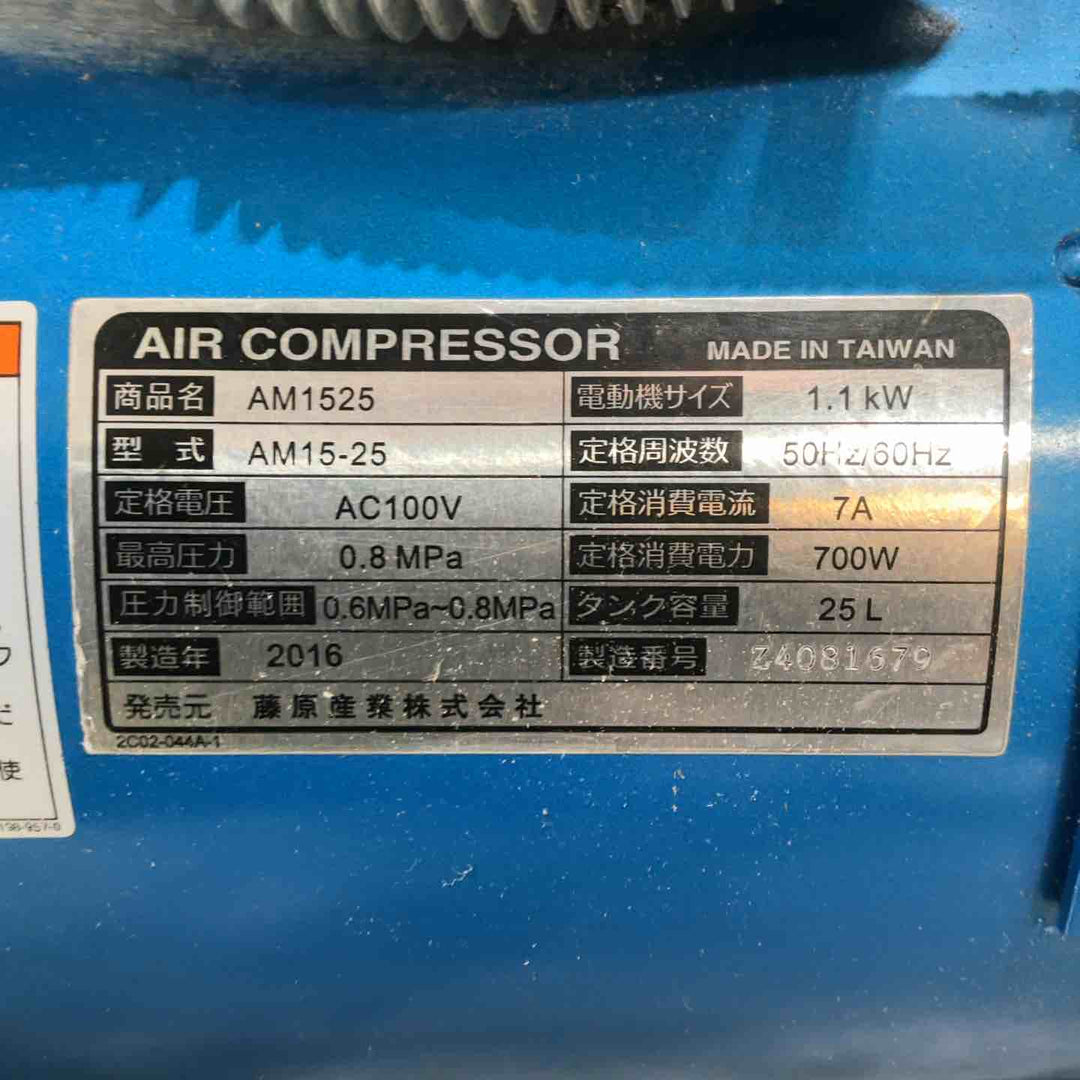 AIR COMPRESSOR MADE IN TAIWAN
商品名 AM1525 電動機サイズ 1.1 kW
型 式 AM15-25 定格周波数 50Hz/60Hz
定格電圧 AC100V 定格消費電流 7A
最高圧力 0.8 MPa 定格消費電力 700W
圧力制御範囲 0.6MPa~0.8MPa タンク容量 25 L
製造年 2016 製造番号 Z4081679
発売元 藤原産業株式会社
2C02-044A-1
だ
使